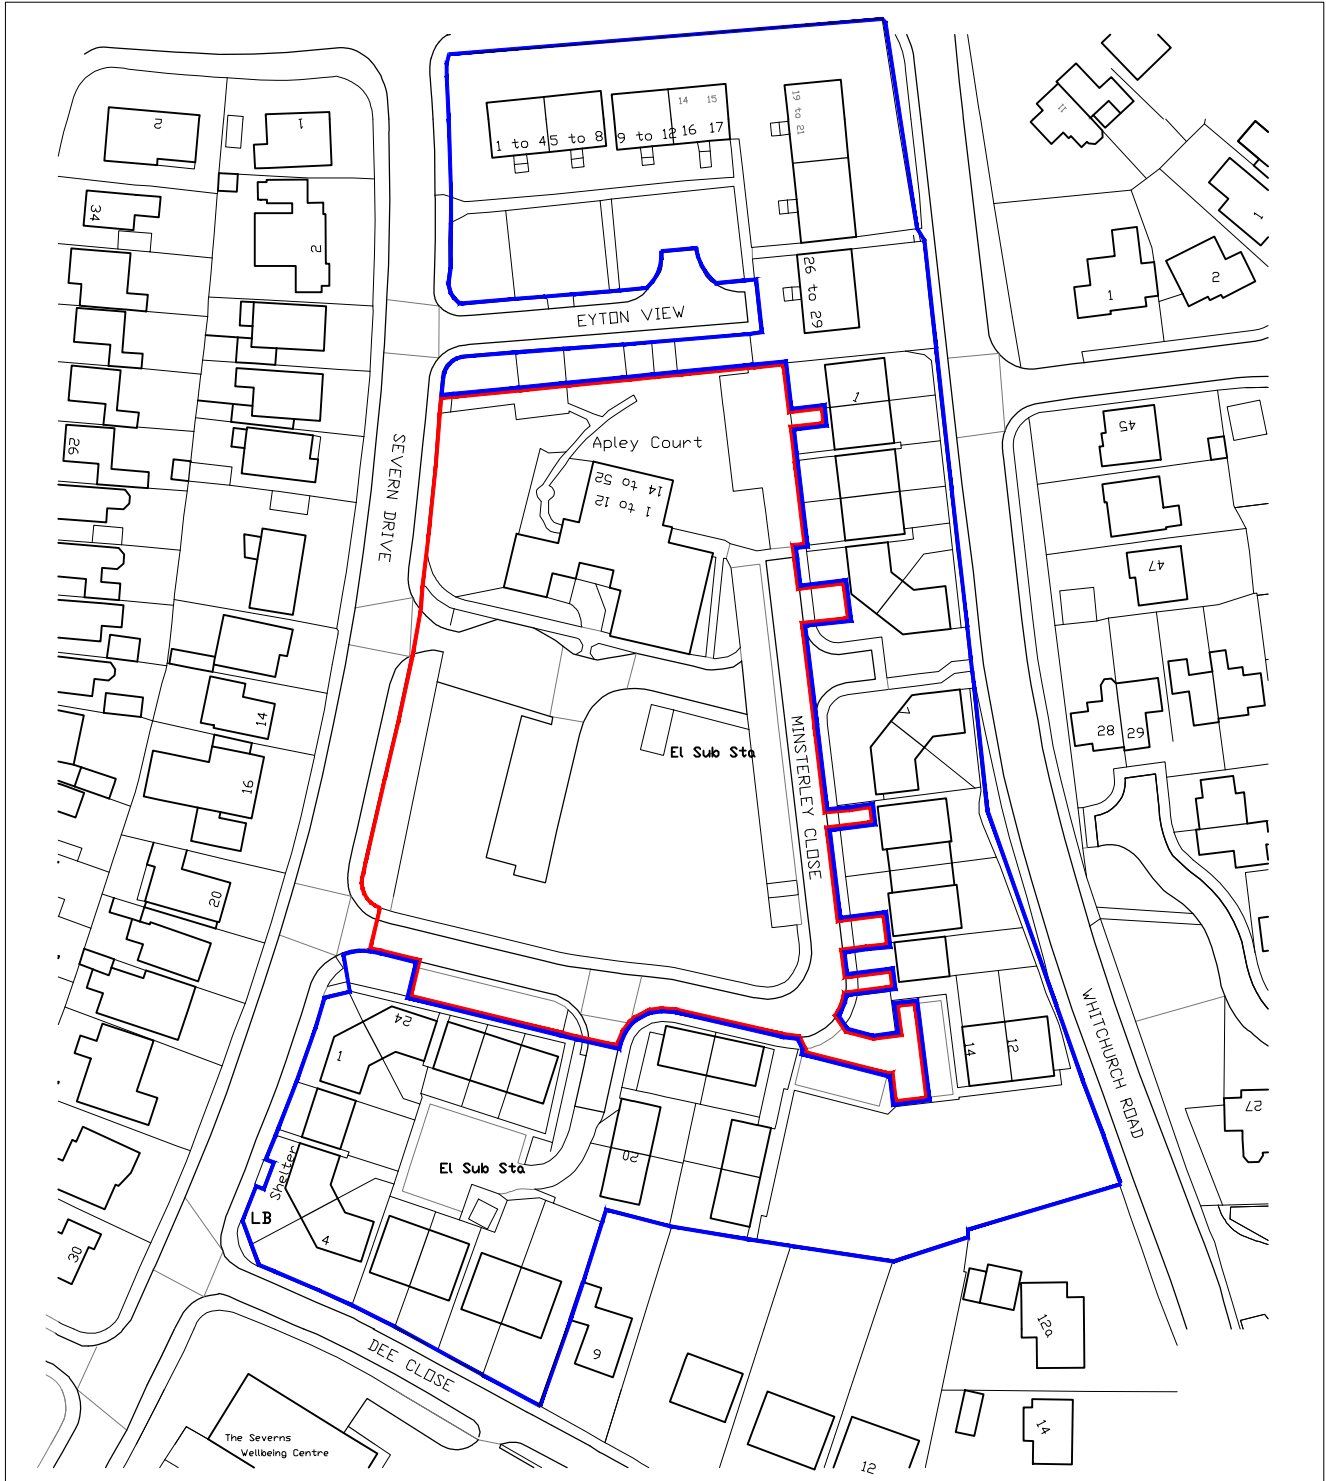 2
1
14
15
1 to 4
5 to 8
9 to 12
16
17
19 to 21
11
34
2
1
1
2
26 to 29
EYTON VIEW
1
45
SEVERN DRIVE
26
Apley Court
14 to 52
1 to 12
47
14
7
28
29
MINSTERLEY CLOSE
El Sub Sta
16
20
WHITCHURCH ROAD
24
1
14
12
27
20
El Sub Sta
Shelter
LB
4
30
DEE CLOSE
9
12a
The Severns
Wellbeing Centre
14
12